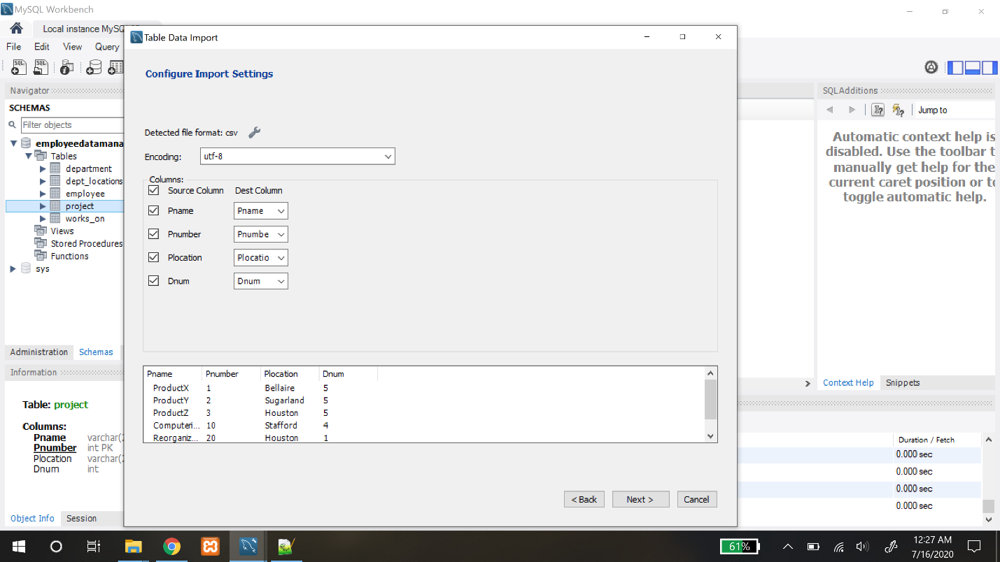 MySQL Workbench
Local instance MySQ
File Edit View Query
Table Data Import
Configure Import Settings
Navigator
SCHEMAS
Filter objects
employeedatamana
Tables
department
dept_locations
employee
project
works_on
Views
Stored Procedures
Functions
sys
Administration Schemas
Information
Table: project
Columns:
Pname varchar(2
Pnumber int PK
Plocation varchar(2
Dnum int
Object Info Session
Detected file format: csv
Encoding: utf-8
Columns:
Source Column Dest Column
Pname Pname
Pnumber Pnumbe
Plocation Plocatio
Dnum Dnum
Pname Pnumber Plocation Dnum
ProductX 1 Bellaire 5
ProductY 2 Sugarland 5
ProductZ 3 Houston 5
Computeri... 10 Stafford 4
Reorganiz... 20 Houston 1
< Back Next > Cancel
SQLAdditions
Jump to
Automatic context help is
disabled. Use the toolbar t
manually get help for the
current caret position or to
toggle automatic help.
Context Help Snippets
Duration / Fetch
0.000 sec
0.000 sec
0.000 sec
0.000 sec
61%
12:27 AM
7/16/2020